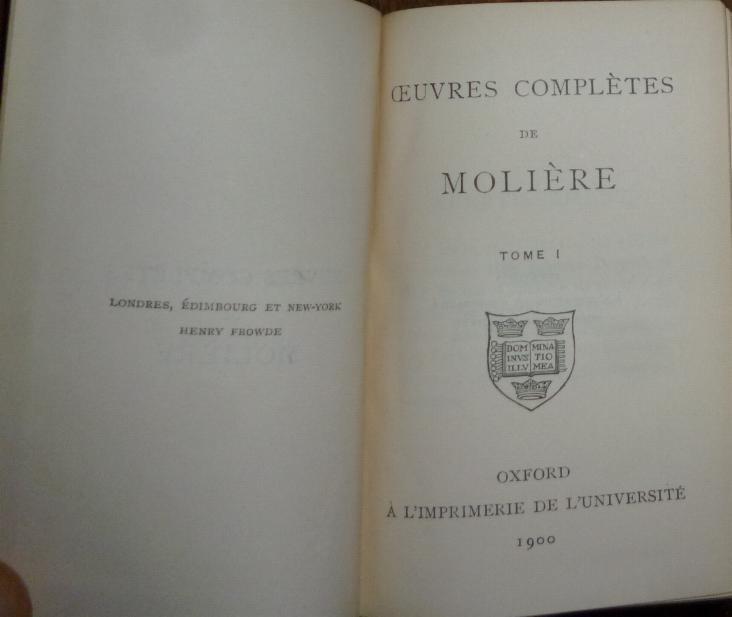 LONDRES, ÉDIMBOURG ET NEW-YORK
HENRY FROWDE
ŒUVRES COMPLÈTES
DE
MOLIÈRE
TOME I
DOM MINA
INVS TIO
ILLV MEA
OXFORD
À L'IMPRIMERIE DE L'UNIVERSITÉ
1900